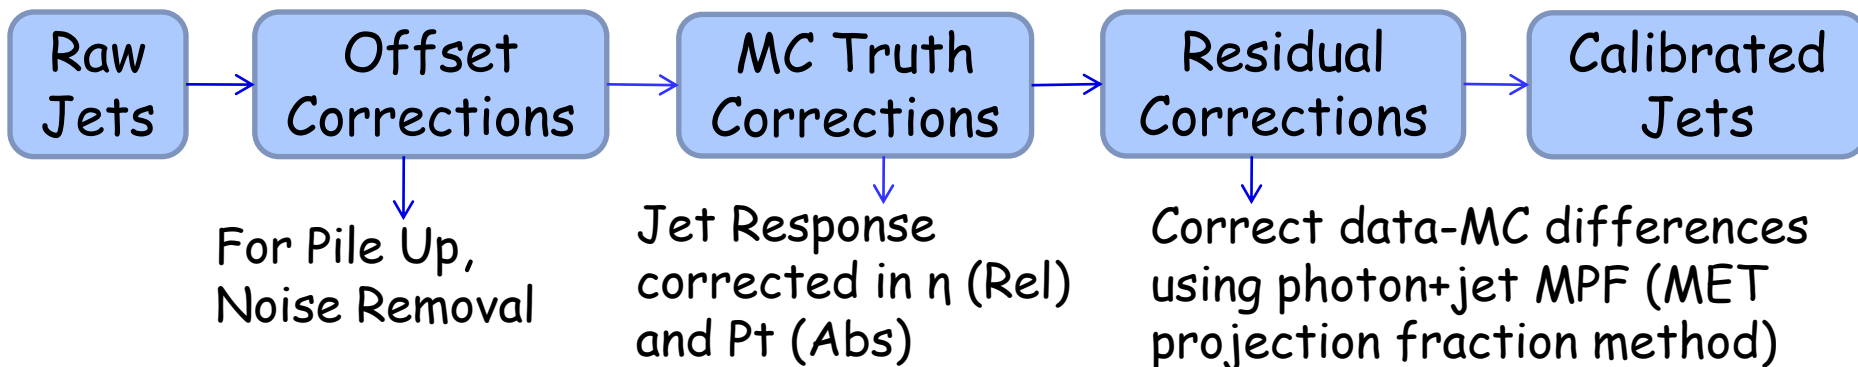 Raw
Jets
Offset
Corrections
MC Truth
Corrections
Residual
Corrections
Calibrated
Jets
For Pile Up,
Noise Removal
Jet Response
corrected in η (Rel)
and Pt (Abs)
Correct data-MC differences
using photon+jet MPF (MET
projection fraction method)